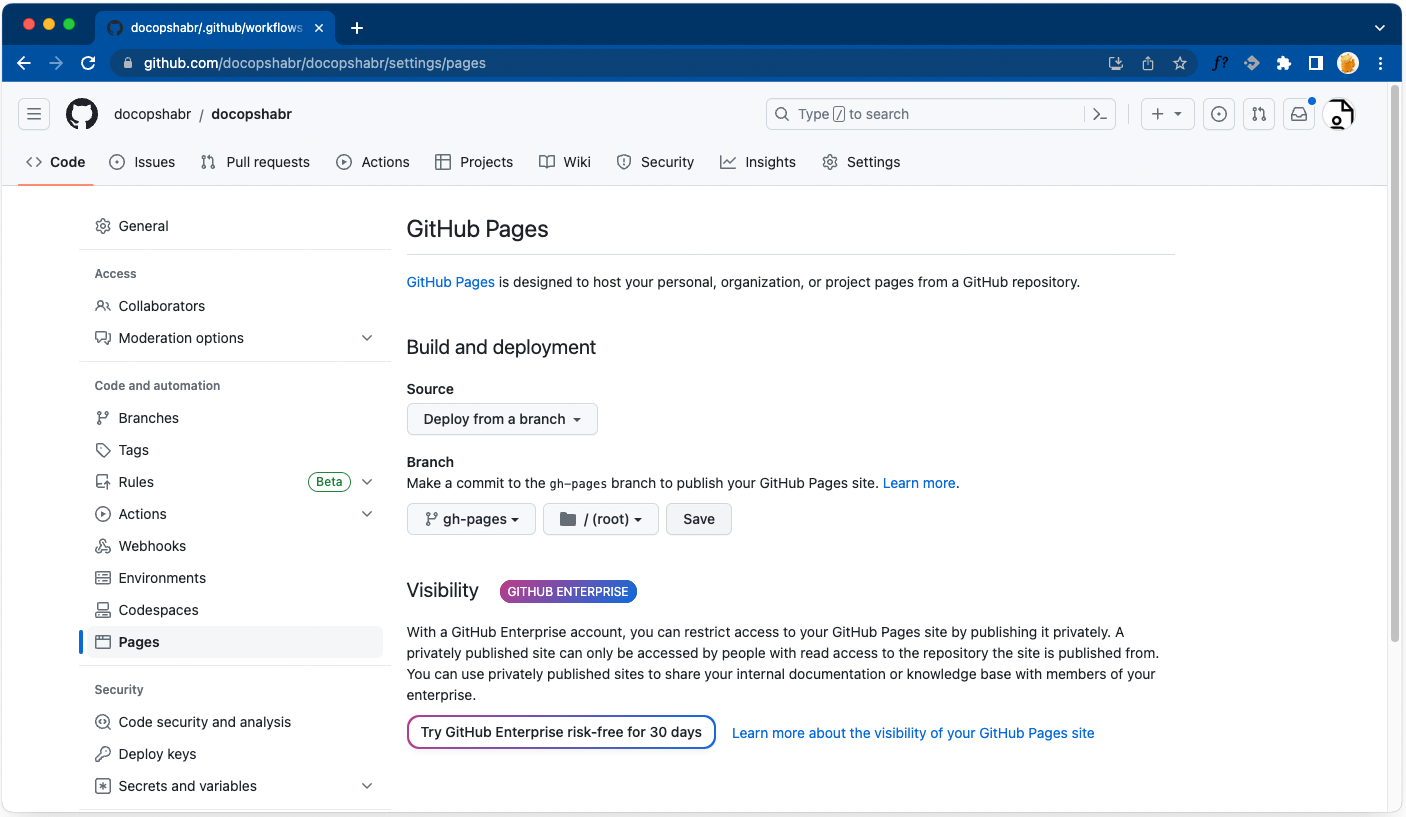 docopshabr/.github/workflows
github.com/docopshabr/docopshabr/settings/pages
f?
docopshabr / docopshabr
Type / to search
Code Issues Pull requests Actions Projects Wiki Security Insights Settings
General
Access
Collaborators
Moderation options
Code and automation
Branches
Tags
Rules Beta
Actions
Webhooks
Environments
Codespaces
Pages
Security
Code security and analysis
Deploy keys
Secrets and variables
GitHub Pages
GitHub Pages is designed to host your personal, organization, or project pages from a GitHub repository.
Build and deployment
Source
Deploy from a branch
Branch
Make a commit to the gh-pages branch to publish your GitHub Pages site. Learn more.
gh-pages / (root) Save
Visibility GITHUB ENTERPRISE
With a GitHub Enterprise account, you can restrict access to your GitHub Pages site by publishing it privately. A
privately published site can only be accessed by people with read access to the repository the site is published from.
You can use privately published sites to share your internal documentation or knowledge base with members of your
enterprise.
Try GitHub Enterprise risk-free for 30 days Learn more about the visibility of your GitHub Pages site